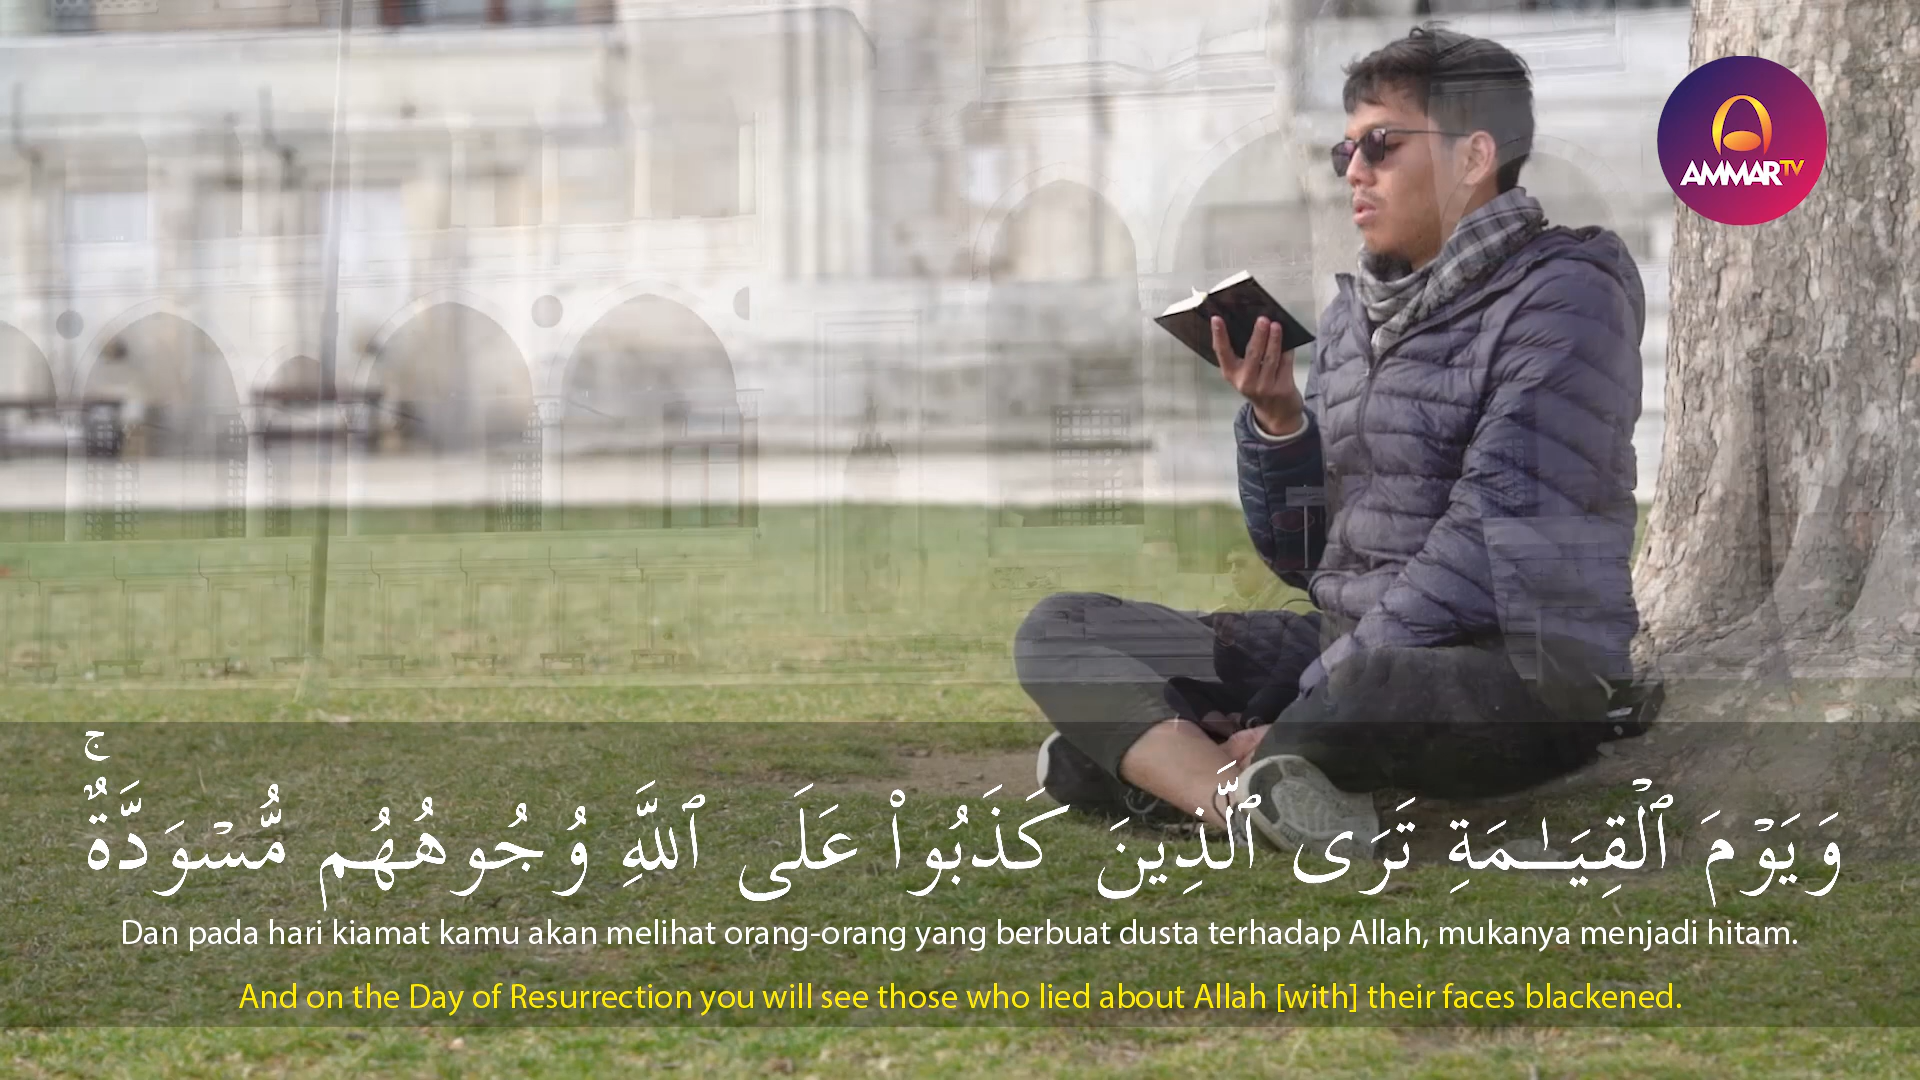 AMMARTV
وَيَوْمَ ٱلْقِيَـٰمَةِ تَرَى ٱلَّذِينَ كَذَبُوا۟ عَلَى ٱللَّهِ وُجُوهُهُم مُّسْوَدَّةٌ ۚ
Dan pada hari kiamat kamu akan melihat orang-orang yang berbuat dusta terhadap Allah, mukanya menjadi hitam.
And on the Day of Resurrection you will see those who lied about Allah [with] their faces blackened.